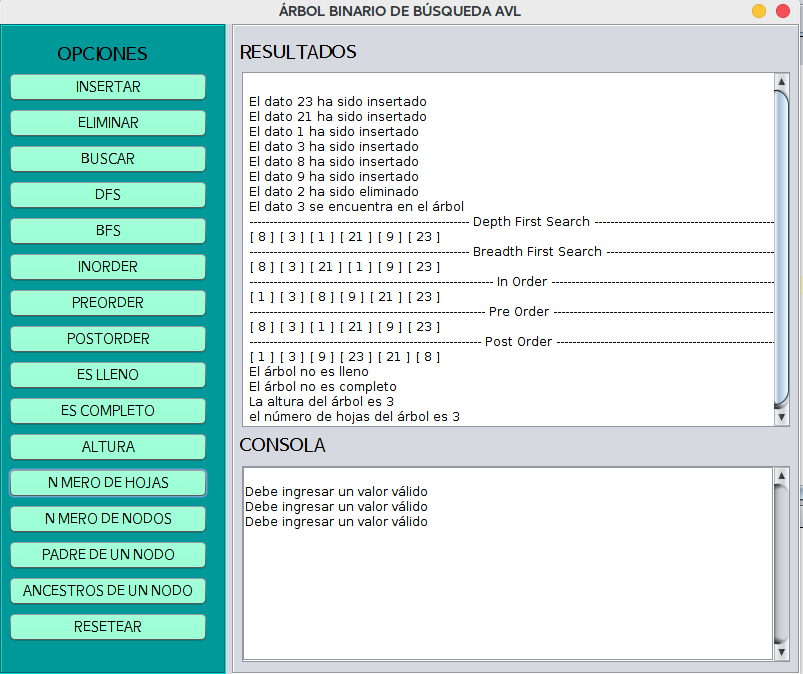 ÁRBOL BINARIO DE BÚSQUEDA AVL
OPCIONES
INSERTAR
ELIMINAR
BUSCAR
DFS
BFS
INORDER
PREORDER
POSTORDER
ES LLENO
ES COMPLETO
ALTURA
N MERO DE HOJAS
N MERO DE NODOS
PADRE DE UN NODO
ANCESTROS DE UN NODO
RESETEAR
RESULTADOS
El dato 23 ha sido insertado
El dato 21 ha sido insertado
El dato 1 ha sido insertado
El dato 3 ha sido insertado
El dato 8 ha sido insertado
El dato 9 ha sido insertado
El dato 2 ha sido eliminado
El dato 3 se encuentra en el árbol
------------------------------------------------------- Depth First Search ---------------------------------------------
[ 8 ] [ 3 ] [ 1 ] [ 21 ] [ 9 ] [ 23 ]
------------------------------------------------------- Breadth First Search ------------------------------------------
[ 8 ] [ 3 ] [ 21 ] [ 1 ] [ 9 ] [ 23 ]
------------------------------------------------------------- In Order --------------------------------------------------------
[ 1 ] [ 3 ] [ 8 ] [ 9 ] [ 21 ] [ 23 ]
----------------------------------------------------------- Pre Order --------------------------------------------------------
[ 8 ] [ 3 ] [ 1 ] [ 21 ] [ 9 ] [ 23 ]
---------------------------------------------------------- Post Order -------------------------------------------------------
[ 1 ] [ 3 ] [ 9 ] [ 23 ] [ 21 ] [ 8 ]
El árbol no es lleno
El árbol no es completo
La altura del árbol es 3
el número de hojas del árbol es 3
CONSOLA
Debe ingresar un valor válido
Debe ingresar un valor válido
Debe ingresar un valor válido